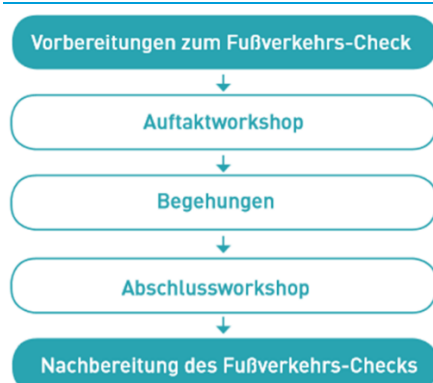 Vorbereitungen zum Fußverkehrs-Check
Auftaktworkshop
Begehungen
Abschlussworkshop
Nachbereitung des Fußverkehrs-Checks